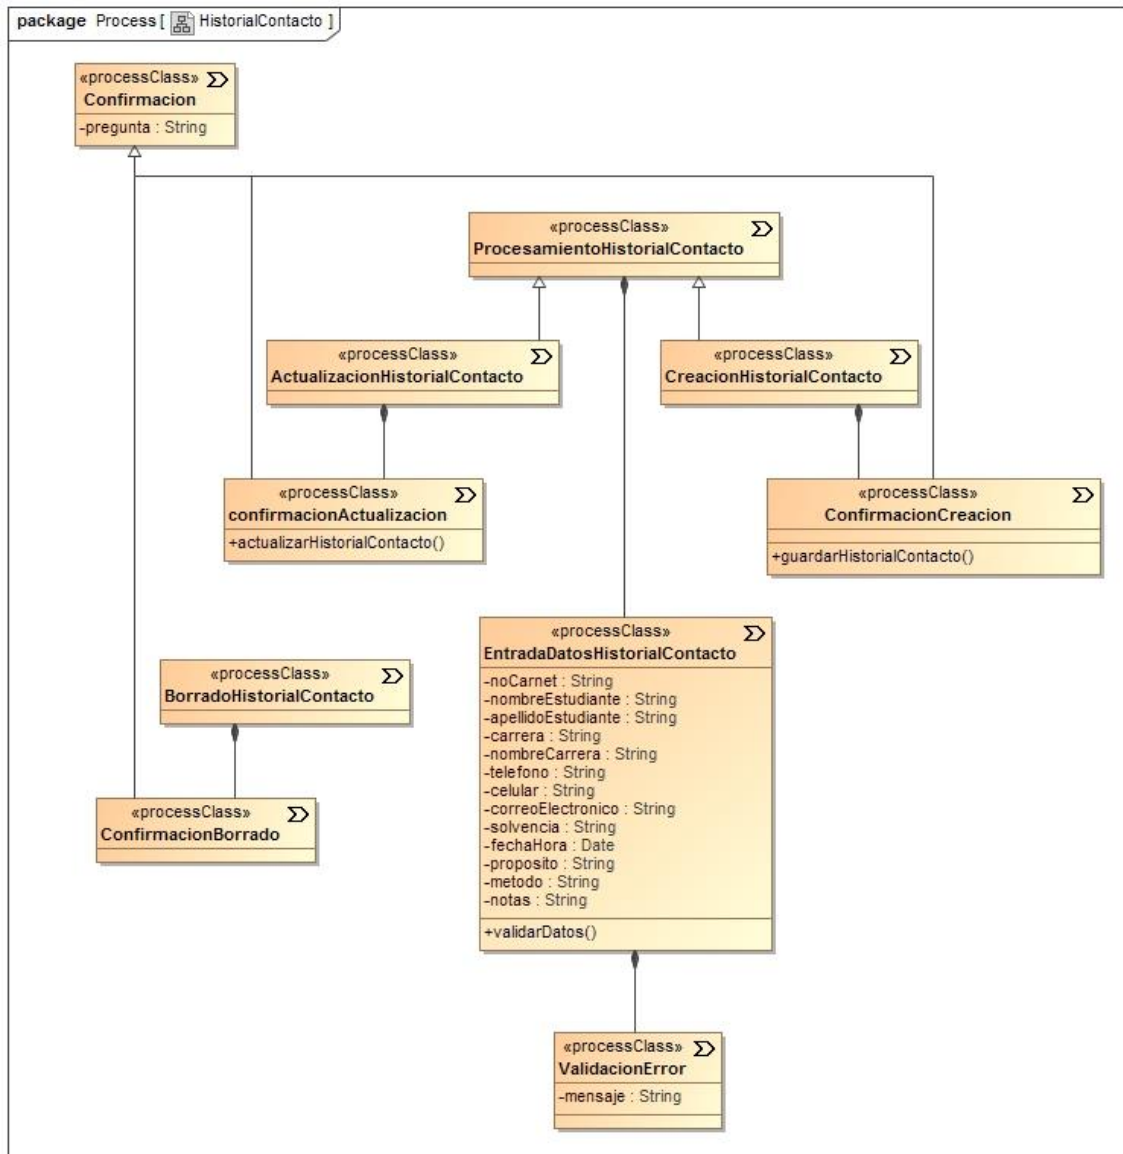 package Process [ HistorialContacto ]
«processClass»
Confirmacion
-pregunta : String
«processClass»
ProcesamientoHistorialContacto
«processClass»
ActualizacionHistorialContacto
«processClass»
CreacionHistorialContacto
«processClass»
confirmacionActualizacion
+actualizarHistorialContacto()
«processClass»
ConfirmacionCreacion
+guardarHistorialContacto()
«processClass»
EntradaDatosHistorialContacto
-noCarnet : String
-nombreEstudiante : String
-apellidoEstudiante : String
-carrera : String
-nombreCarrera : String
-telefono : String
-celular : String
-correoElectronico : String
-solvencia : String
-fechaHora : Date
-proposito : String
-metodo : String
-notas : String
+validarDatos()
«processClass»
BorradoHistorialContacto
«processClass»
ConfirmacionBorrado
«processClass»
ValidacionError
-mensaje : String